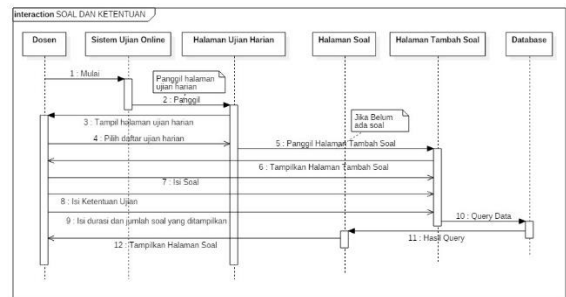 interaction SOAL DAN KETENTUAN
Dosen
Sistem Ujian Online
Halaman Ujian Harian
Halaman Soal
Halaman Tambah Soal
Database
1 : Mulai
Panggil halaman
ujian harian
2 : Panggil
3 : Tampil halaman ujian harian
Jika Belum
ada soal
4 : Pilih daftar ujian harian
5 : Panggil Halaman Tambah Soal
6 : Tampilkan Halaman Tambah Soal
7 : Isi Soal
8 : Isi Ketentuan Ujian
9 : Isi durasi dan jumlah soal yang ditampilkan
10 : Query Data
11 : Hasil Query
12 : Tampilkan Halaman Soal